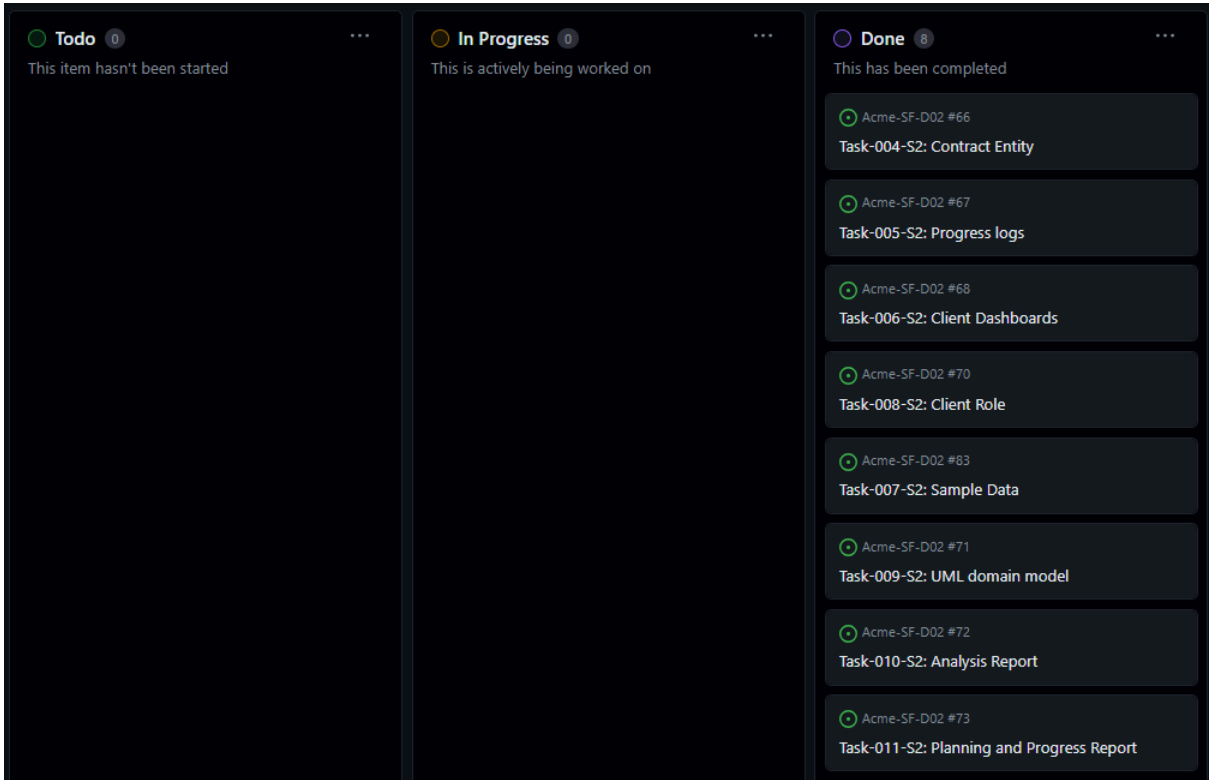 Todo 0
This item hasn't been started
In Progress 0
This is actively being worked on
Done 8
This has been completed
Acme-SF-D02 #66
Task-004-S2: Contract Entity
Acme-SF-D02 #67
Task-005-S2: Progress logs
Acme-SF-D02 #68
Task-006-S2: Client Dashboards
Acme-SF-D02 #70
Task-008-S2: Client Role
Acme-SF-D02 #83
Task-007-S2: Sample Data
Acme-SF-D02 #71
Task-009-S2: UML domain model
Acme-SF-D02 #72
Task-010-S2: Analysis Report
Acme-SF-D02 #73
Task-011-S2: Planning and Progress Report